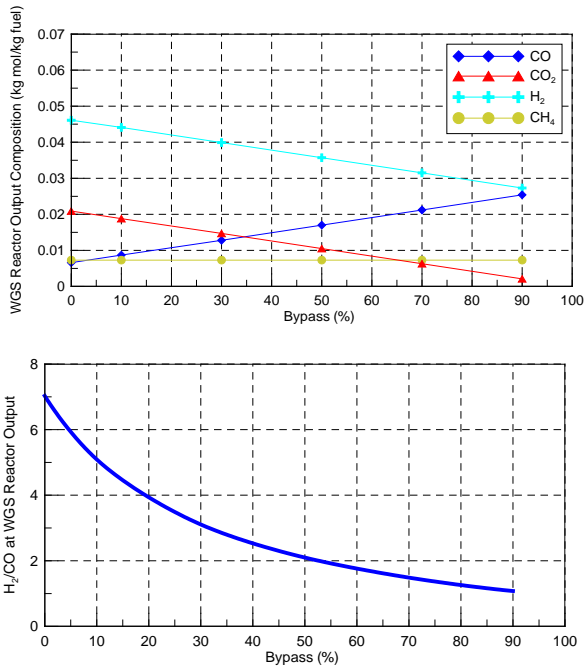 WGS Reactor Output Composition (kg mol/kg fuel)
0.07
0.06
0.05
0.04
0.03
0.02
0.01
0
CO
CO2
H2
CH4
0 10 20 30 40 50 60 70 80 90 100
Bypass (%)
H2/CO at WGS Reactor Output
8
6
4
2
0
0 10 20 30 40 50 60 70 80 90 100
Bypass (%)